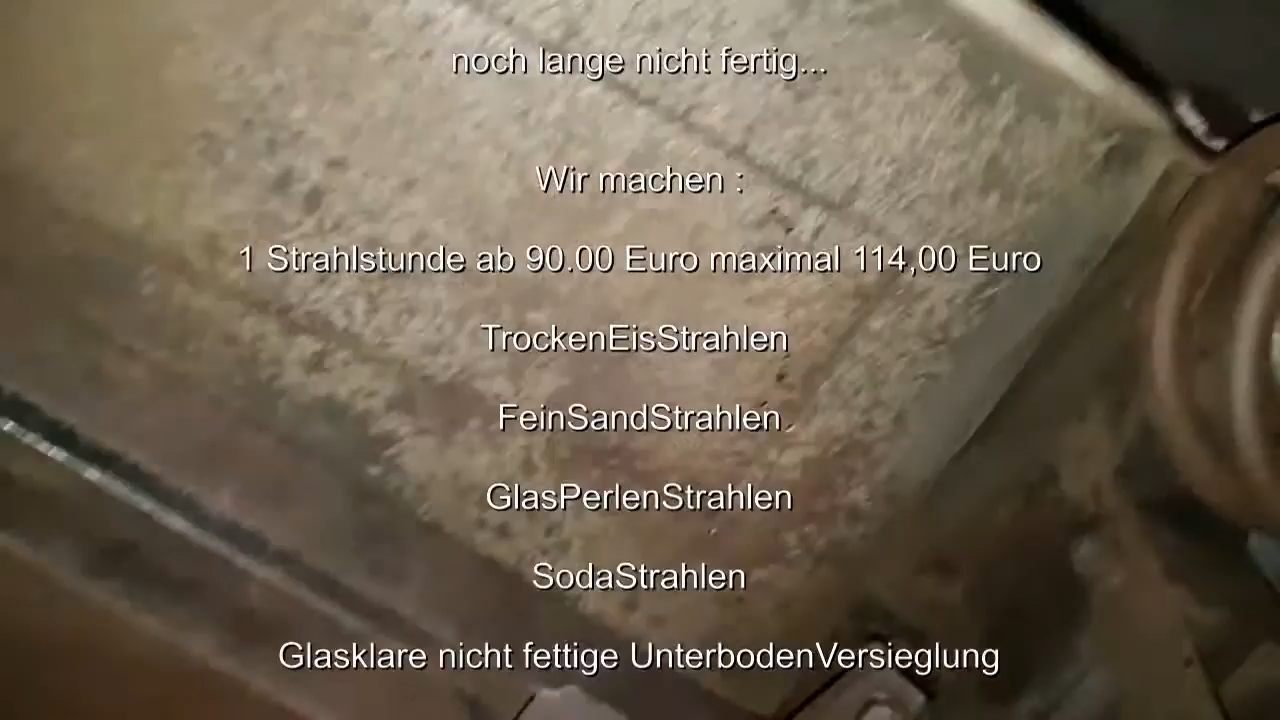 noch lange nicht fertig...
Wir machen :
1 Strahlstunde ab 90.00 Euro maximal 114,00 Euro
TrockenEisStrahlen
FeinSandStrahlen
GlasPerlenStrahlen
SodaStrahlen
Glasklare nicht fettige UnterbodenVersieglung